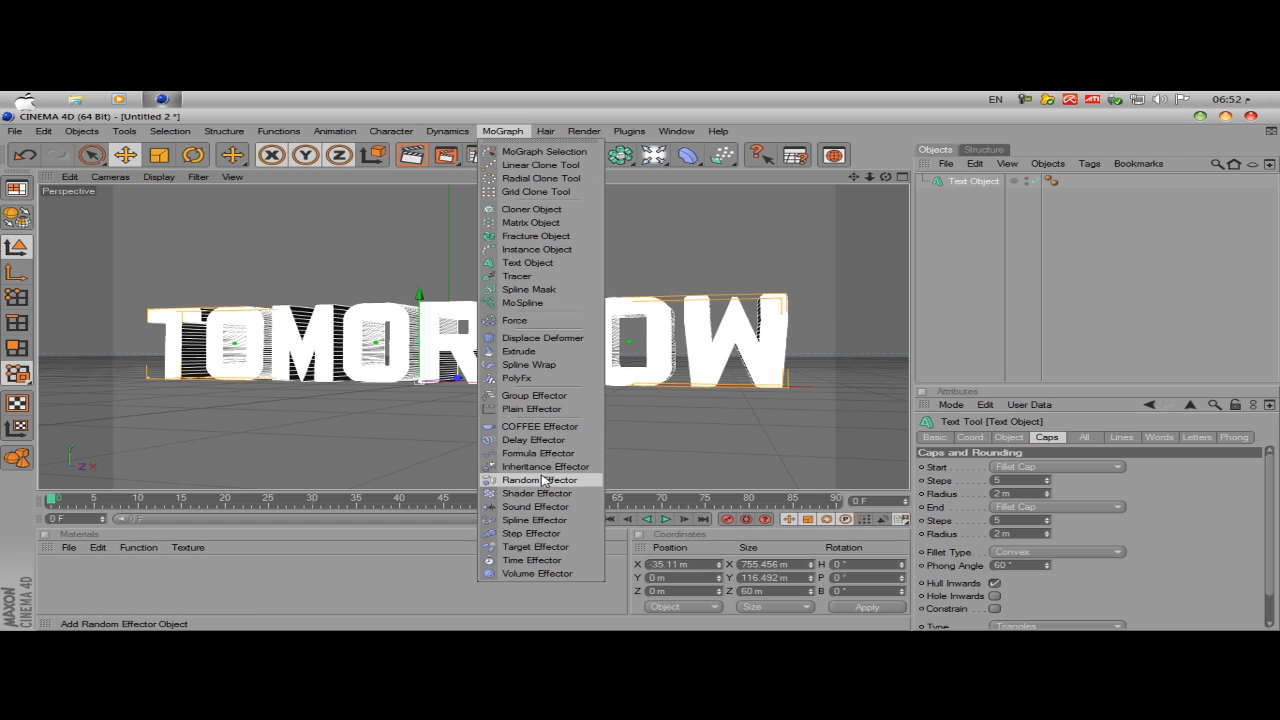 EN 06:52 م
CINEMA 4D (64 Bit) - [Untitled 2 *]
File Edit Objects Tools Selection Structure Functions Animation Character Dynamics MoGraph Hair Render Plugins Window Help
Edit Cameras Display Filter View
Perspective
TOMOR OW
Y Z X
MoGraph Selection
Linear Clone Tool
Radial Clone Tool
Grid Clone Tool
Cloner Object
Matrix Object
Fracture Object
Instance Object
Text Object
Tracer
Spline Mask
MoSpline
Force
Displace Deformer
Extrude
Spline Wrap
PolyFx
Group Effector
Plain Effector
COFFEE Effector
Delay Effector
Formula Effector
Inheritance Effector
Random Effector
Shader Effector
Sound Effector
Spline Effector
Step Effector
Target Effector
Time Effector
Volume Effector
Objects Structure
File Edit View Objects Tags Bookmarks
Text Object
Attributes
Mode Edit User Data
Text Tool [Text Object]
Basic Coord. Object Caps All Lines Words Letters Phong
Caps and Rounding
Start Fillet Cap
Steps 5
Radius 2 m
End Fillet Cap
Steps 5
Radius 2 m
Fillet Type Convex
Phong Angle 60 °
Hull Inwards
Hole Inwards
Constrain
Type Triangles
0 5 10 15 20 25 30 35 40 45 65 70 75 80 85 90 0 F
0 F 0 F
Materials
File Edit Function Texture
Coordinates
Position Size Rotation
X -35.11 m X 755.456 m H 0 °
Y 0 m Y 116.492 m P 0 °
Z 0 m Z 60 m B 0 °
Object Size Apply
MAXON
CINEMA 4D
Add Random Effector Object